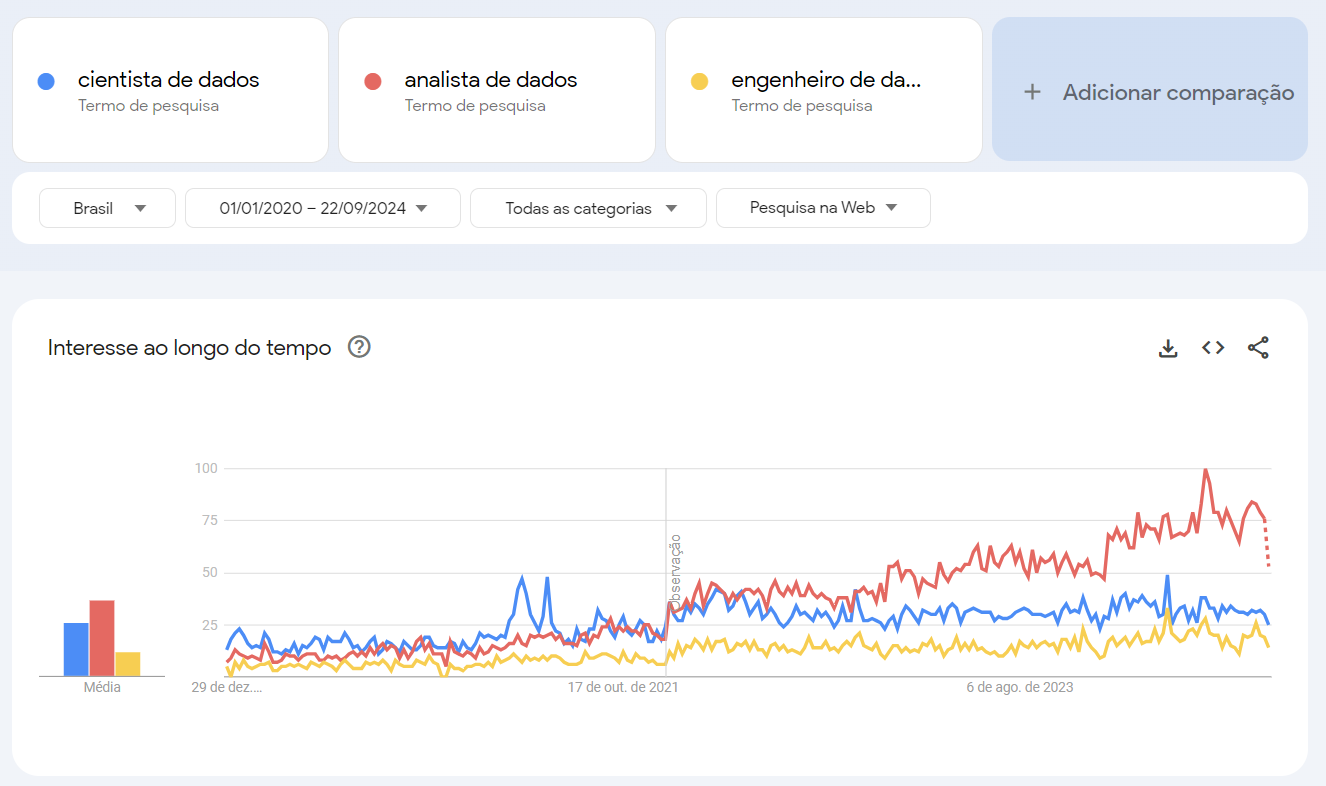 cientista de dados
Termo de pesquisa
analista de dados
Termo de pesquisa
engenheiro de da...
Termo de pesquisa
+ Adicionar comparação
Brasil
01/01/2020 – 22/09/2024
Todas as categorias
Pesquisa na Web
Interesse ao longo do tempo
?
100
75
50
25
Observação
Média
29 de dez....
17 de out. de 2021
6 de ago. de 2023